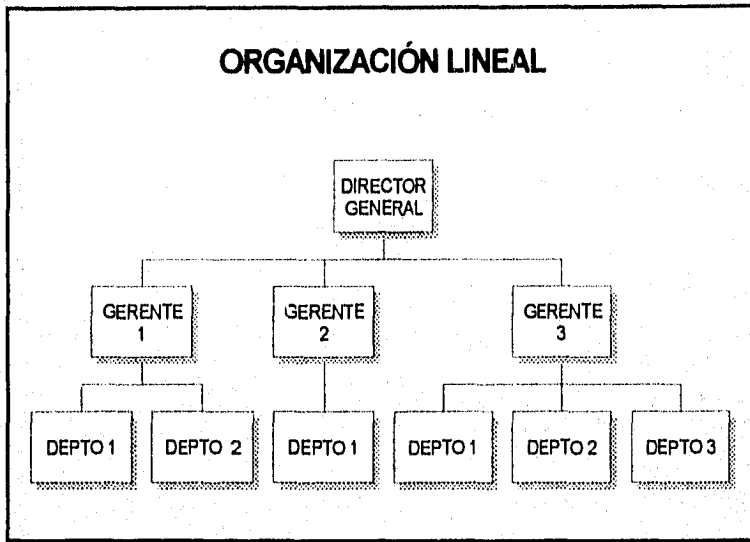 ORGANIZACIÓN LINEAL
DIRECTOR
GENERAL
GERENTE
1
GERENTE
2
GERENTE
3
DEPTO 1
DEPTO 2
DEPTO 1
DEPTO 1
DEPTO 2
DEPTO 3